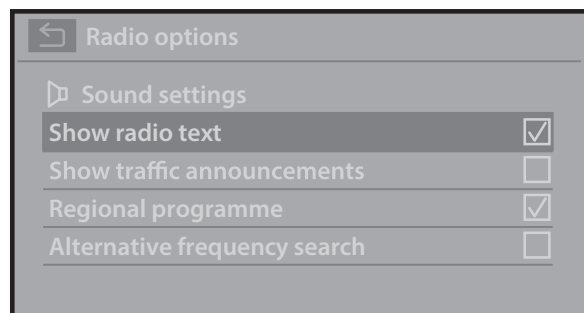 Radio options
Sound settings
Show radio text
Show traffic announcements
Regional programme
Alternative frequency search